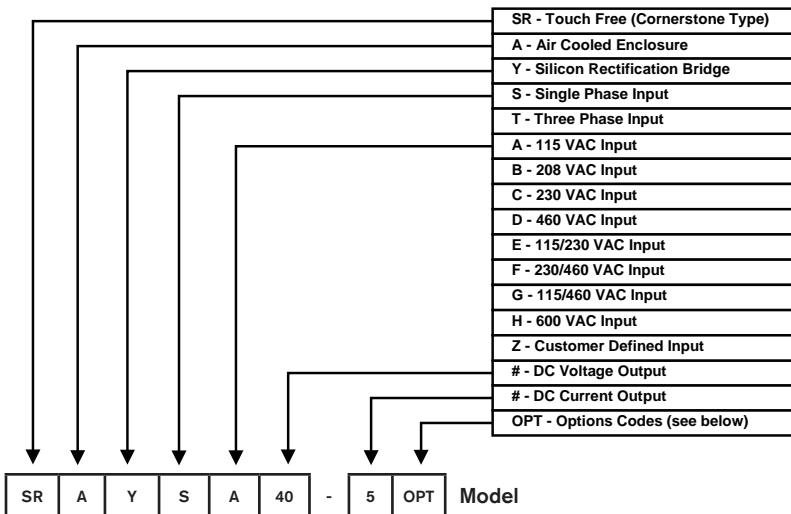 SR - Touch Free (Cornerstone Type)
A - Air Cooled Enclosure
Y - Silicon Rectification Bridge
S - Single Phase Input
T - Three Phase Input
A - 115 VAC Input
B - 208 VAC Input
C - 230 VAC Input
D - 460 VAC Input
E - 115/230 VAC Input
F - 230/460 VAC Input
G - 115/460 VAC Input
H - 600 VAC Input
Z - Customer Defined Input
# - DC Voltage Output
# - DC Current Output
OPT - Options Codes (see below)
SR A Y S A 40 - 5 OPT Model